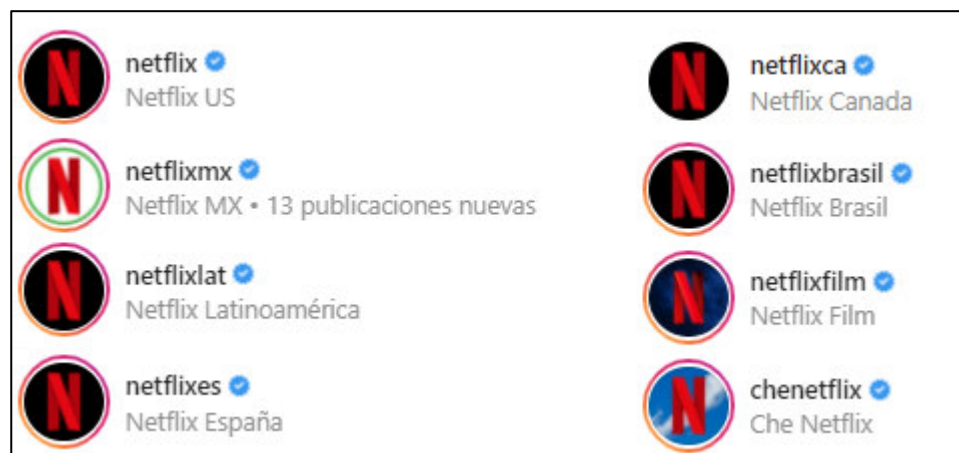 netflix
Netflix US
netflixmx
Netflix MX • 13 publicaciones nuevas
netflixlat
Netflix Latinoamérica
netflixes
Netflix España
netflixca
Netflix Canada
netflixbrasil
Netflix Brasil
netflixfilm
Netflix Film
chenetflix
Che Netflix